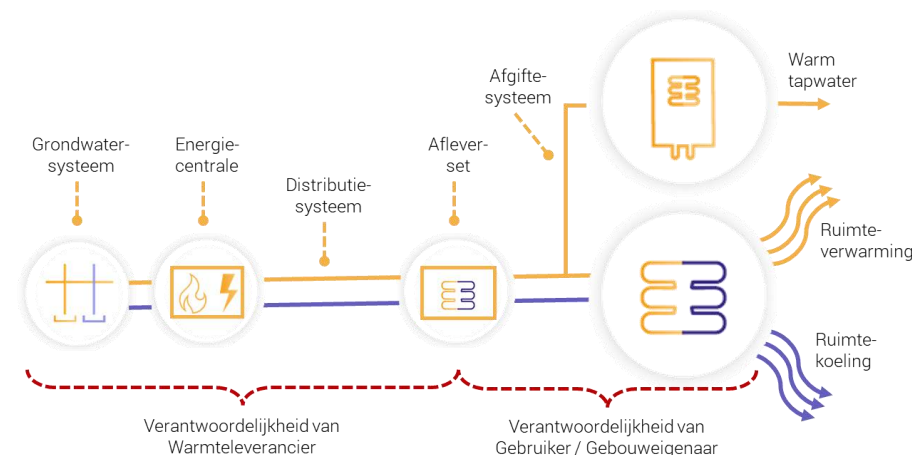 Grondwater-
systeem
Energie-
centrale
Distributie-
systeem
Aflever-
set
Afgifte-
systeem
Warm
tapwater
Ruimte-
verwarming
Ruimte-
koeling
Verantwoordelijkheid van
Warmteleverancier
Verantwoordelijkheid van
Gebruiker / Gebouweigenaar